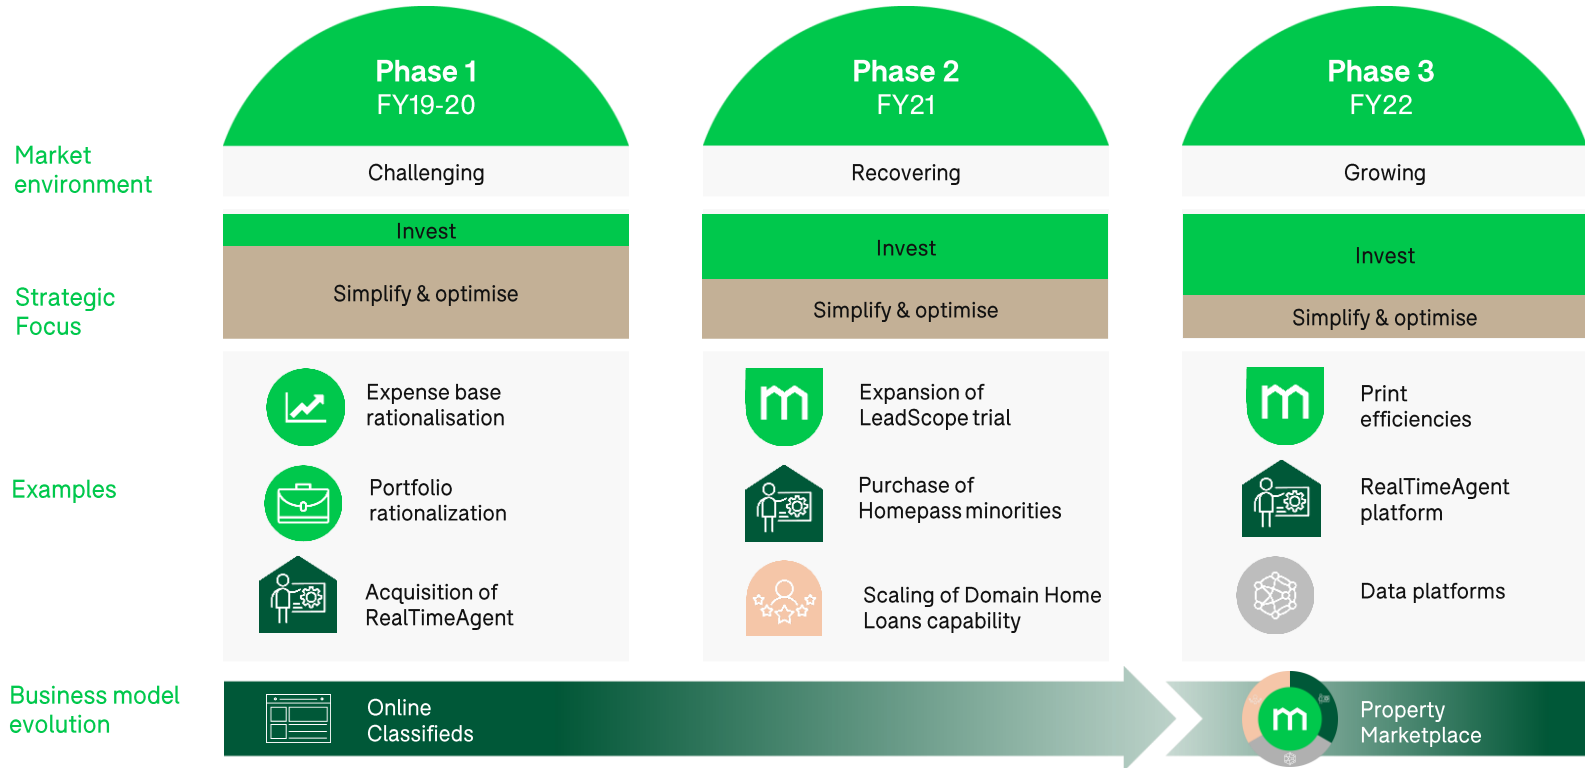 Phase 1
FY19-20
Phase 2
FY21
Phase 3
FY22
Market
environment
Challenging
Recovering
Growing
Strategic
Focus
Invest
Simplify & optimise
Invest
Simplify & optimise
Invest
Simplify & optimise
Examples
Expense base
rationalisation
Portfolio
rationalization
Acquisition of
RealTimeAgent
Expansion of
LeadScope trial
Purchase of
Homepass minorities
Scaling of Domain Home
Loans capability
Print
efficiencies
RealTimeAgent
platform
Data platforms
Business model
evolution
Online
Classifieds
Property
Marketplace